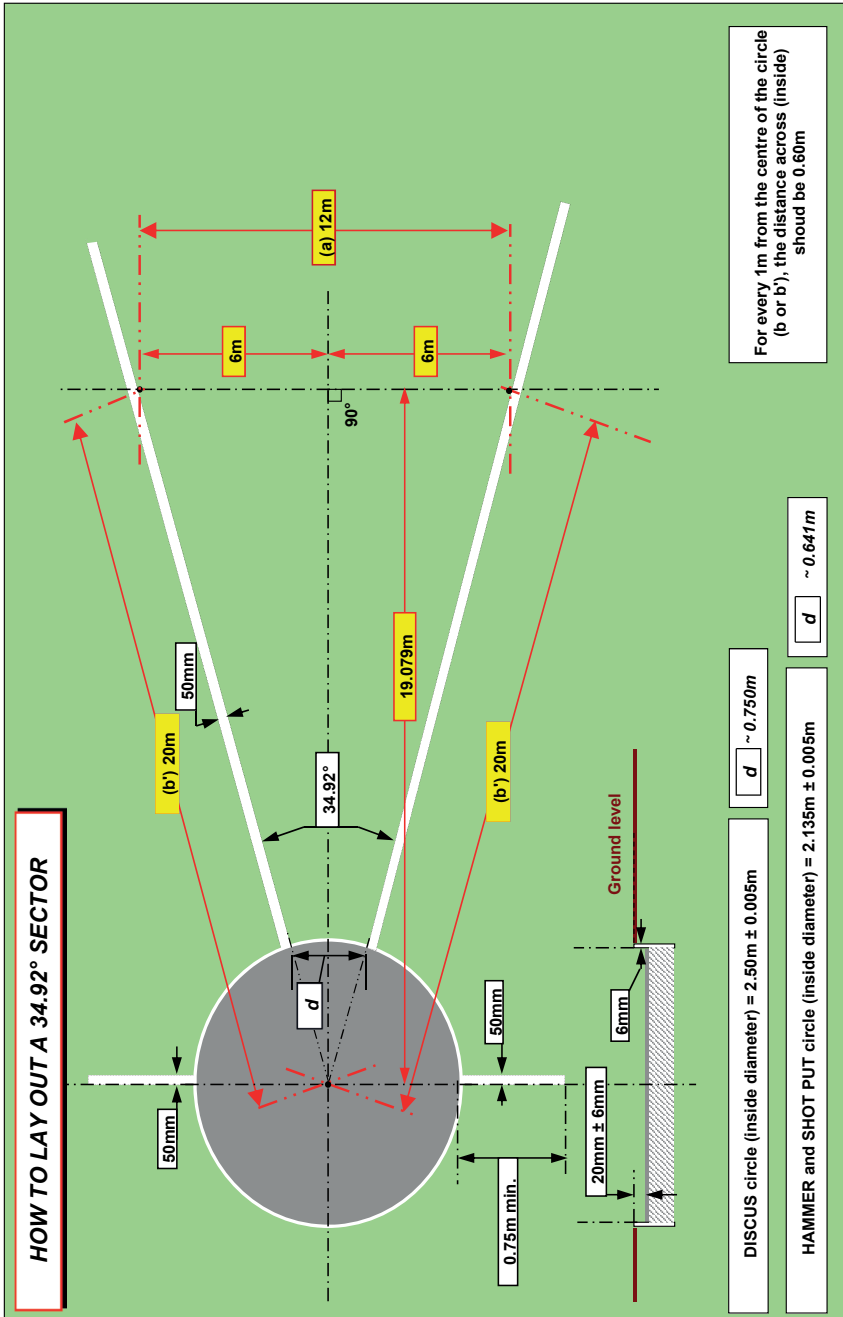 HOW TO LAY OUT A 34.92° SECTOR
50mm
(b') 20m
50mm
6m
(a) 12m
6m
90°
34.92°
19.079m
d
(b') 20m
50mm
0.75m min.
Ground level
6mm
20mm ± 6mm
For every 1m from the centre of the circle
(b or b'), the distance across (inside)
shoud be 0.60m
DISCUS circle (inside diameter) = 2.50m ± 0.005m
d ~ 0.750m
HAMMER and SHOT PUT circle (inside diameter) = 2.135m ± 0.005m
d ~ 0.641m